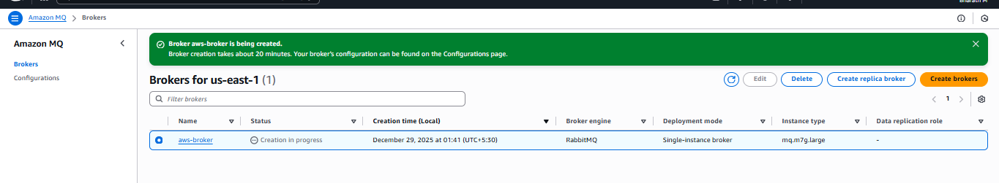 Bharath M
Amazon MQ > Brokers
Amazon MQ
Brokers
Configurations
Broker aws-broker is being created.
Broker creation takes about 20 minutes. Your broker's configuration can be found on the Configurations page.
Brokers for us-east-1 (1)
Edit Delete Create replica broker Create brokers
Filter brokers
1
Name Status Creation time (Local) Broker engine Deployment mode Instance type Data replication role
aws-broker Creation in progress December 29, 2025 at 01:41 (UTC+5:30) RabbitMQ Single-instance broker mq.m7g.large -